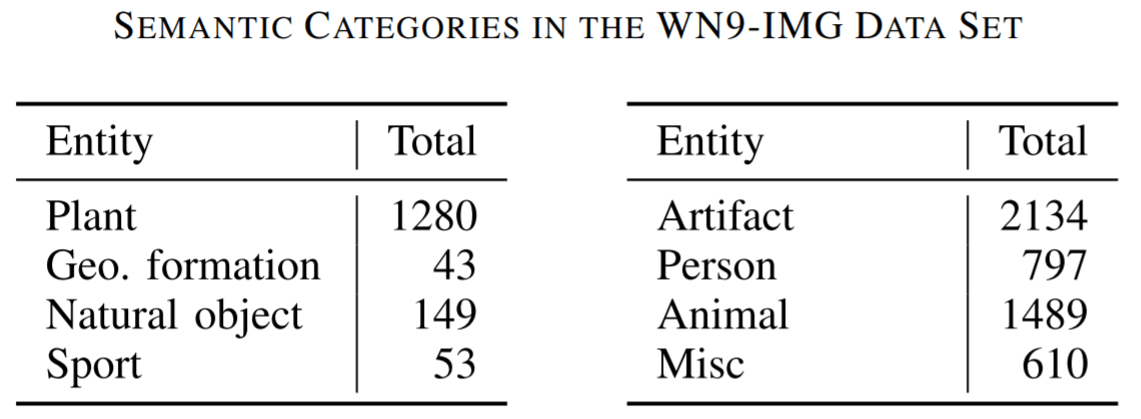 SEMANTIC CATEGORIES IN THE WN9-IMG DATA SET
Entity Total
Plant 1280
Geo. formation 43
Natural object 149
Sport 53
Entity Total
Artifact 2134
Person 797
Animal 1489
Misc 610